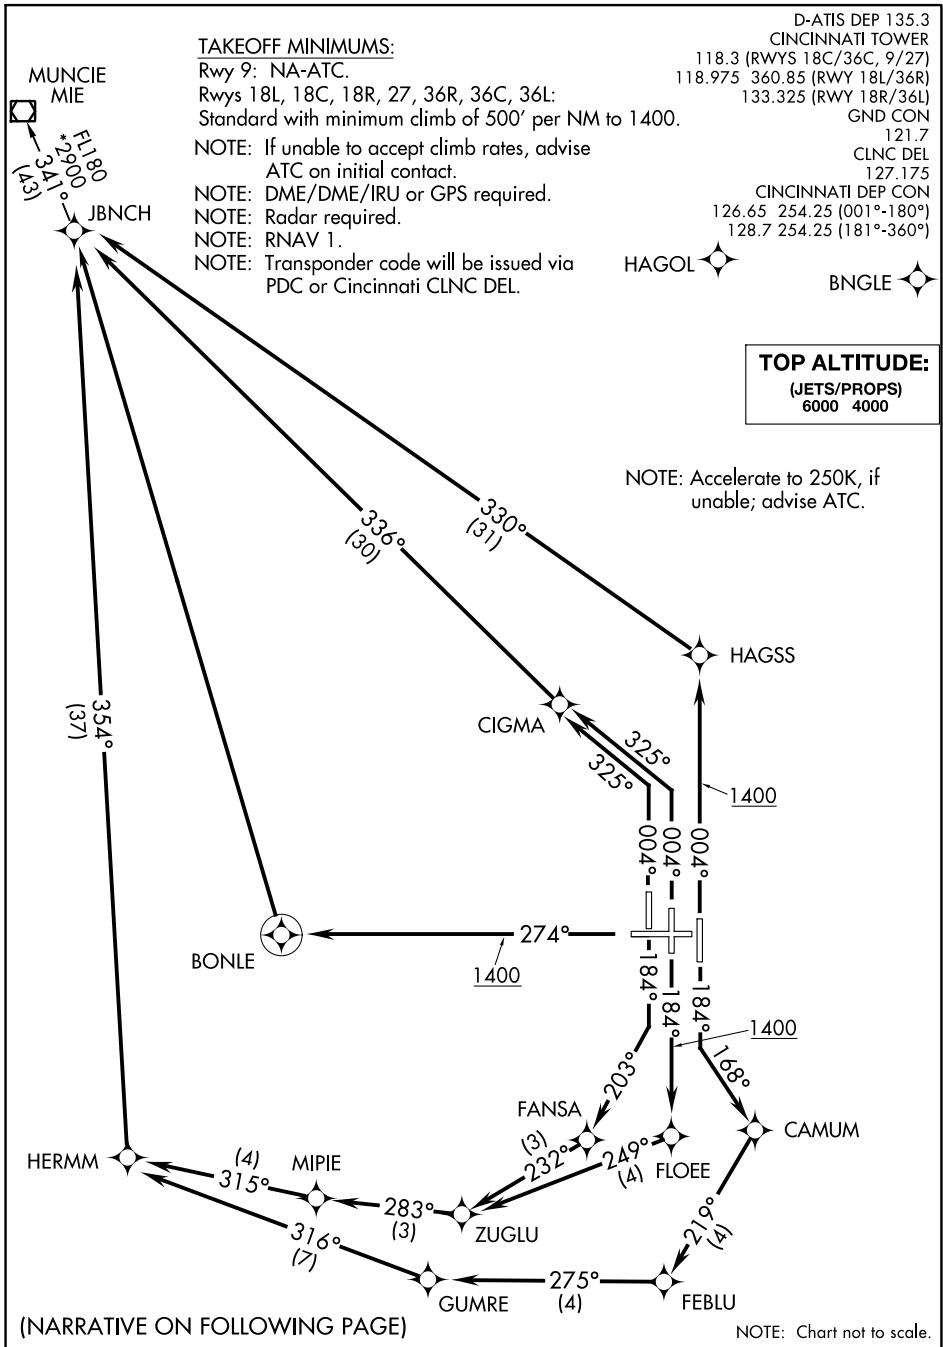 D-ATIS DEP 135.3
CINCINNATI TOWER
118.3 (RWYS 18C/36C, 9/27)
118.975 360.85 (RWY 18L/36R)
133.325 (RWY 18R/36L)
GND CON
121.7
CLNC DEL
127.175
CINCINNATI DEP CON
126.65 254.25 (001°-180°)
128.7 254.25 (181°-360°)
TAKEOFF MINIMUMS:
Rwy 9: NA-ATC.
Rwys 18L, 18C, 18R, 27, 36R, 36C, 36L:
Standard with minimum climb of 500' per NM to 1400.
NOTE: If unable to accept climb rates, advise
ATC on initial contact.
NOTE: DME/DME/IRU or GPS required.
NOTE: Radar required.
NOTE: RNAV 1.
NOTE: Transponder code will be issued via
PDC or Cincinnati CLNC DEL.
MUNCIE
MIE
FL180
*2900
341°
(43)
JBNCH
HAGOL
BNGLE
TOP ALTITUDE:
(JETS/PROPS)
6000 4000
NOTE: Accelerate to 250K, if
unable; advise ATC.
330°
(31)
336°
(30)
HAGSS
354°
(37)
CIGMA
325°
325°
1400
004°
004°
004°
BONLE
274°
1400
184°
184°
184°
1400
203°
168°
FANSA
FLOEE
CAMUM
HERMM
(4)
315°
MIPIE
(3)
232°
249°
(4)
283°
(3)
ZUGLU
219°
(4)
316°
(7)
GUMRE
275°
(4)
FEBLU
(NARRATIVE ON FOLLOWING PAGE)
NOTE: Chart not to scale.